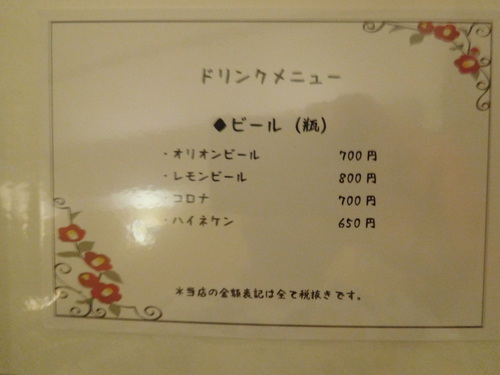 ドリンクメニュー
◆ビール（瓶）
・オリオンビール 700円
・レモンビール 800円
・コロナ 700円
・ハイネケン 650円
＊当店の金額表記は全て税抜きです。